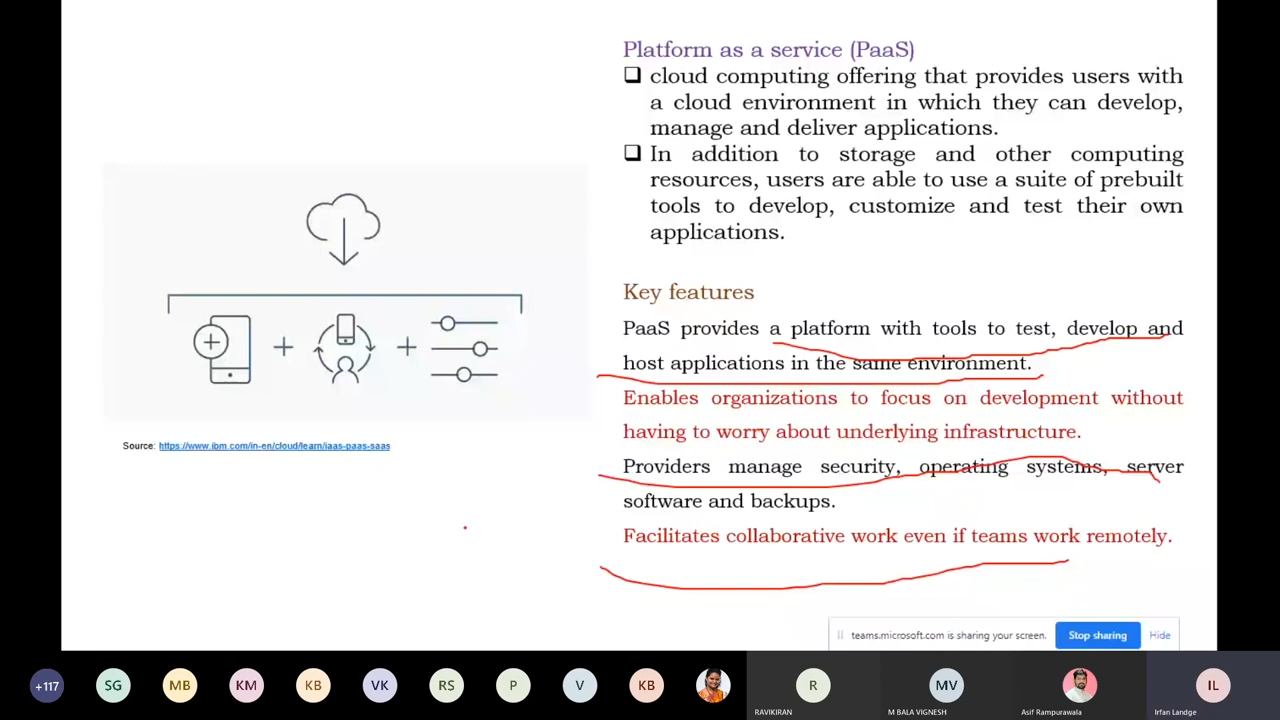 Platform as a service (PaaS)
❑ cloud computing offering that provides users with
a cloud environment in which they can develop,
manage and deliver applications.
❑ In addition to storage and other computing
resources, users are able to use a suite of prebuilt
tools to develop, customize and test their own
applications.
Key features
PaaS provides a platform with tools to test, develop and
host applications in the same environment.
Enables organizations to focus on development without
having to worry about underlying infrastructure.
Providers manage security, operating systems, server
software and backups.
Facilitates collaborative work even if teams work remotely.
Source: https://www.ibm.com/in-en/cloud/learn/iaas-paas-saas
teams.microsoft.com is sharing your screen. Stop sharing Hide
+117 SG MB KM KB VK RS P V KB R MV IL
RAVIKIRAN M BALA VIGNESH Asif Rampurawala Irfan Landge